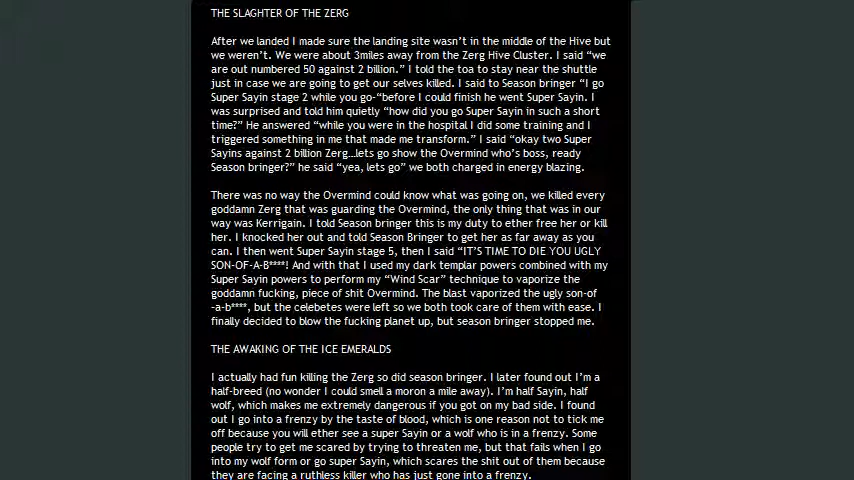 THE SLAGHTER OF THE ZERG
After we landed I made sure the landing site wasn’t in the middle of the Hive but
we weren’t. We were about 3miles away from the Zerg Hive Cluster. I said “we
are out numbered 50 against 2 billion.” I told the toa to stay near the shuttle
just in case we are going to get our selves killed. I said to Season bringer “I go
Super Sayin stage 2 while you go-“before I could finish he went Super Sayin. I
was surprised and told him quietly “how did you go Super Sayin in such a short
time?” He answered “while you were in the hospital I did some training and I
triggered something in me that made me transform.” I said “okay two Super
Sayins against 2 billion Zerg…lets go show the Overmind who’s boss, ready
Season bringer?” he said “yea, lets go” we both charged in energy blazing.
There was no way the Overmind could know what was going on, we killed every
goddamn Zerg that was guarding the Overmind, the only thing that was in our
way was Kerrigain. I told Season bringer this is my duty to ether free her or kill
her. I knocked her out and told Season Bringer to get her as far away as you
can. I then went Super Sayin stage 5, then I said “IT’S TIME TO DIE YOU UGLY
SON-OF-A-B****! And with that I used my dark templar powers combined with my
Super Sayin powers to perform my “Wind Scar” technique to vaporize the
goddamn fucking, piece of shit Overmind. The blast vaporized the ugly son-of
-a-b****, but the celebetes were left so we both took care of them with ease. I
finally decided to blow the fucking planet up, but season bringer stopped me.
THE AWAKING OF THE ICE EMERALDS
I actually had fun killing the Zerg so did season bringer. I later found out I’m a
half-breed (no wonder I could smell a moron a mile away). I’m half Sayin, half
wolf, which makes me extremely dangerous if you got on my bad side. I found
out I go into a frenzy by the taste of blood, which is one reason not to tick me
off because you will ether see a super Sayin or a wolf who is in a frenzy. Some
people try to get me scared by trying to threaten me, but that fails when I go
into my wolf form or go super Sayin, which scares the shit out of them because
they are facing a ruthless killer who has just gone into a frenzy.